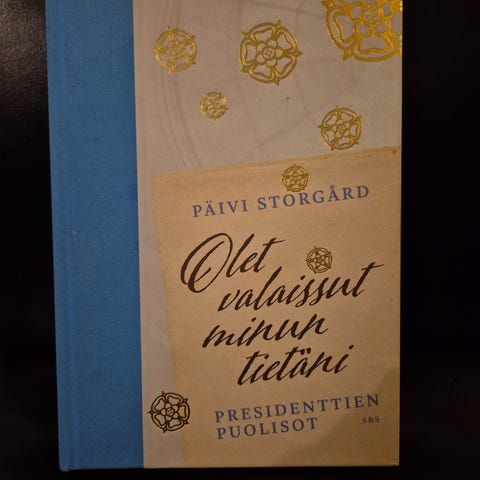 PÄIVI STORGÅRD
Olet
valaissut
minun
tietäni
PRESIDENTTIEN
PUOLISOT S&S